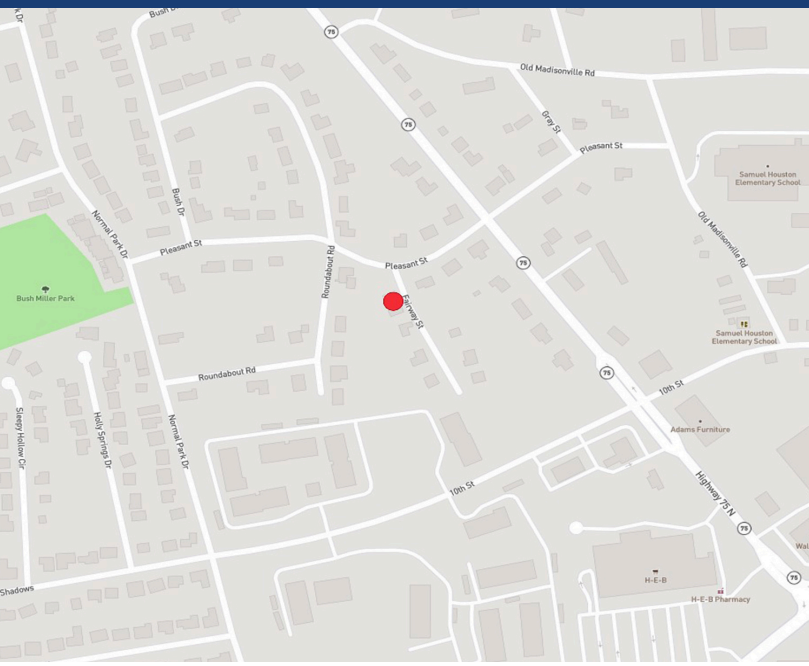 Bush D
k Dr
75
Old Madisonville Rd
75
Gray St
Pleasant St
Samuel Houston
Elementary School
Bush Dr
Normal Park Dr
Pleasant St
Old Madisonville Rd
Roundabout Rd
Pleasant St
75
Bush Miller Park
Fairway St
Samuel Houston
Elementary School
Roundabout Rd
75
10th St
Sleepy Hollow Cir
Holly Springs Dr
Normal Park Dr
Adams Furniture
10th St
Highway 75 N
75
Wal
H-E-B
75
Shadows
H-E-B Pharmacy